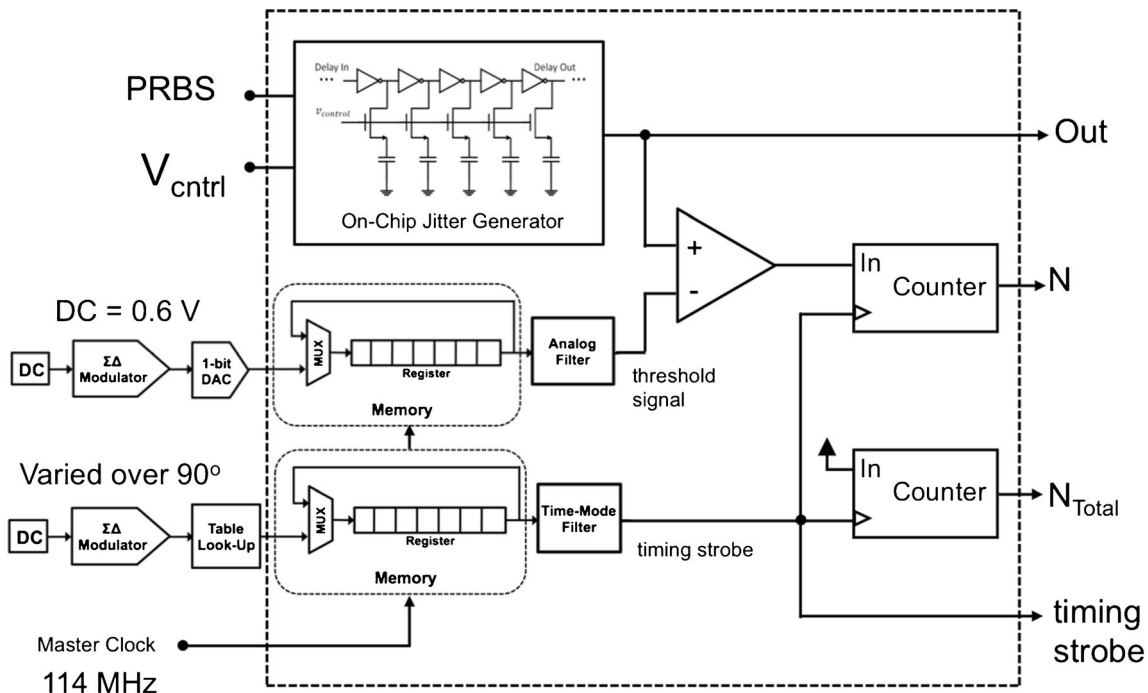 PRBS
V_cntrl
Delay In
Delay Out
... ...
v_control
On-Chip Jitter Generator
Out
+
-
In
Counter
N
DC = 0.6 V
DC
ΣΔ
Modulator
1-bit
DAC
MUX
Register
Memory
Analog
Filter
threshold
signal
Varied over 90°
DC
ΣΔ
Modulator
Table
Look-Up
MUX
Register
Memory
Time-Mode
Filter
timing strobe
In
Counter
N_Total
timing
strobe
Master Clock
114 MHz